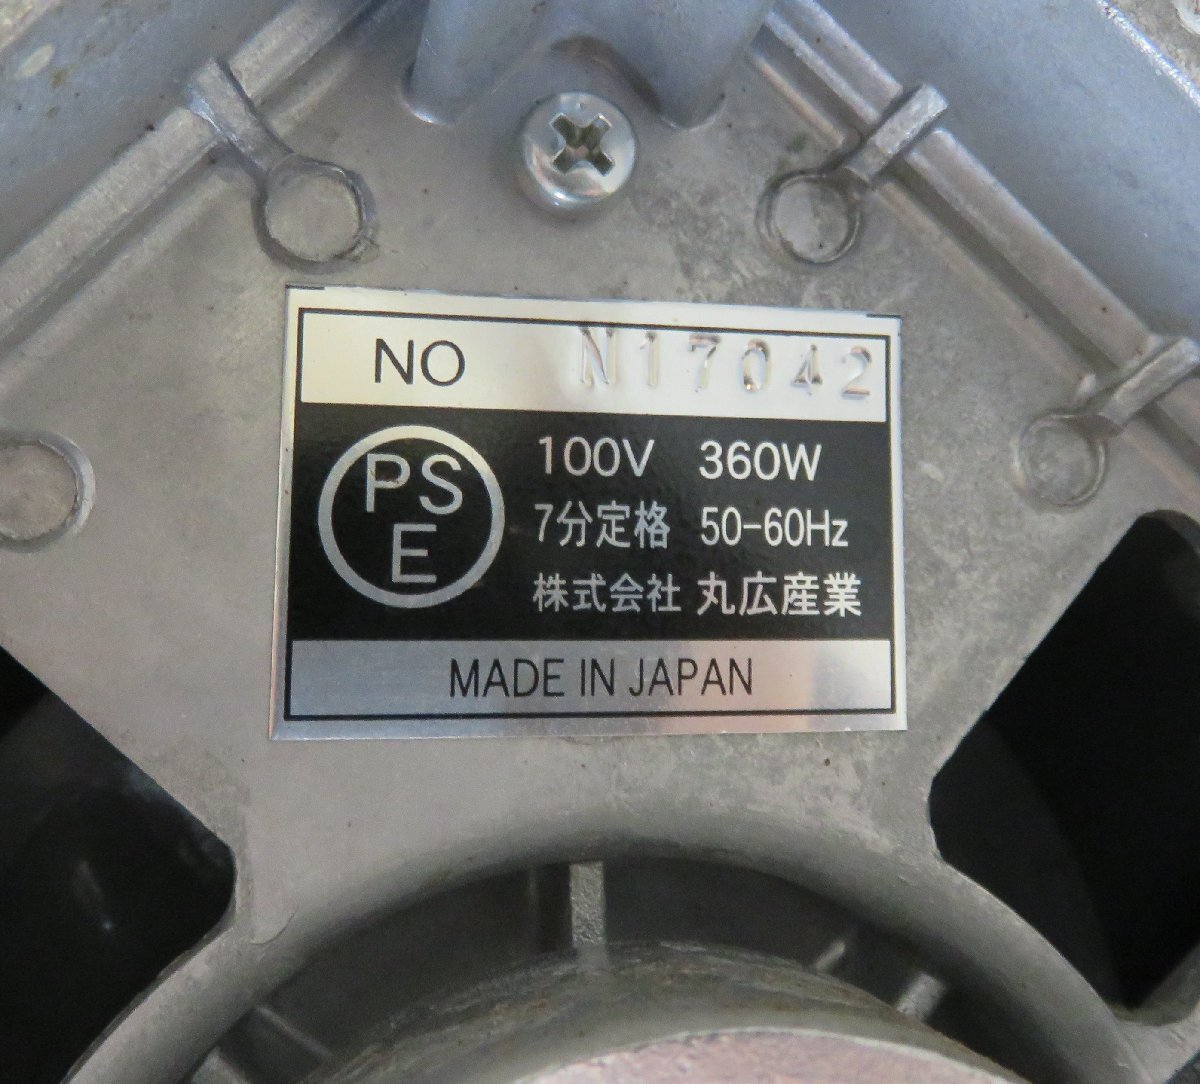 NO N17042
PS
E
100V 360W
7分定格 50-60Hz
株式会社 丸広産業
MADE IN JAPAN